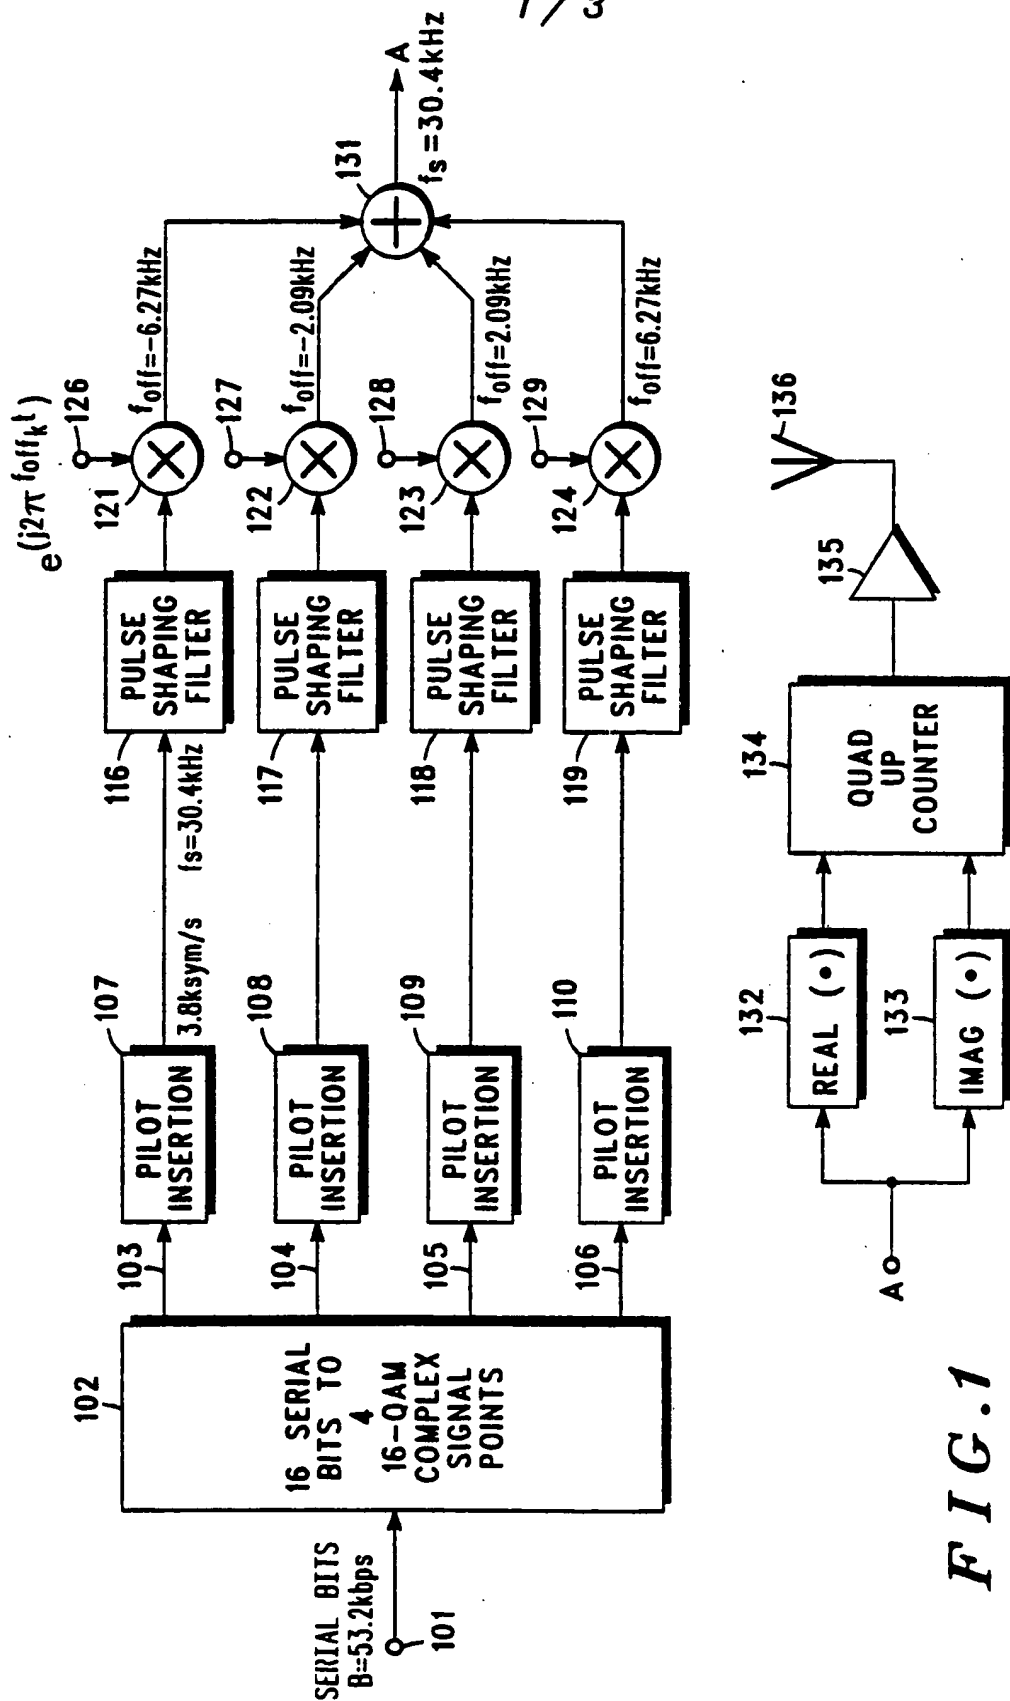 1/3
e(j2π foffk t)
126
127
128
129
121
122
123
124
foff=-6.27kHz
foff=-2.09kHz
foff=2.09kHz
foff=6.27kHz
131
A
fs=30.4kHz
PULSE
SHAPING
FILTER
116
PULSE
SHAPING
FILTER
117
PULSE
SHAPING
FILTER
118
PULSE
SHAPING
FILTER
119
3.8ksym/s fs=30.4kHz
107
PILOT
INSERTION
108
PILOT
INSERTION
109
PILOT
INSERTION
110
PILOT
INSERTION
103
104
105
106
102
16 SERIAL
BITS TO
4
16-QAM
COMPLEX
SIGNAL
POINTS
SERIAL BITS
B=53.2kbps
101
A
132
REAL (•)
133
IMAG (•)
134
QUAD
UP
COUNTER
135
136
FIG.1